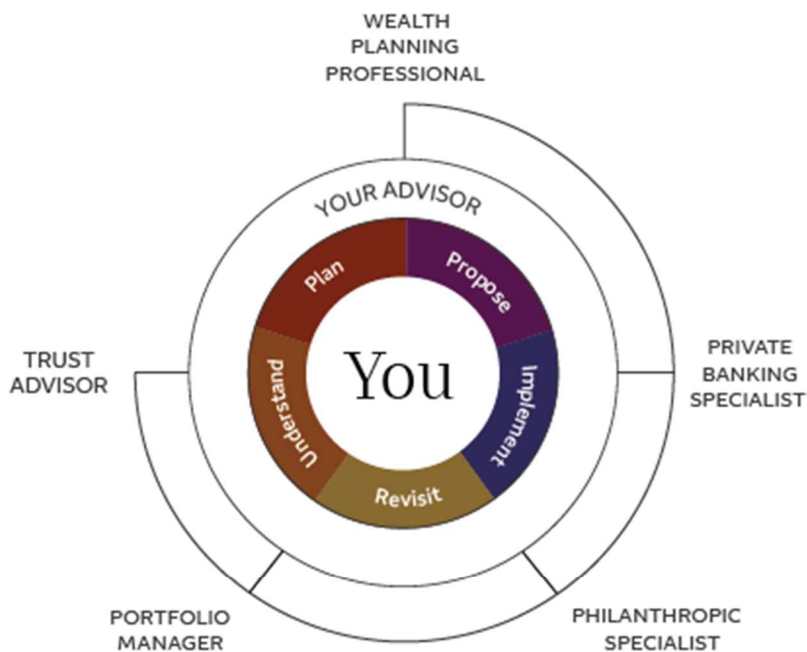 WEALTH
PLANNING
PROFESSIONAL
YOUR ADVISOR
Plan
Propose
TRUST
ADVISOR
Understand
You
Implement
PRIVATE
BANKING
SPECIALIST
Revisit
PORTFOLIO
MANAGER
PHILANTHROPIC
SPECIALIST